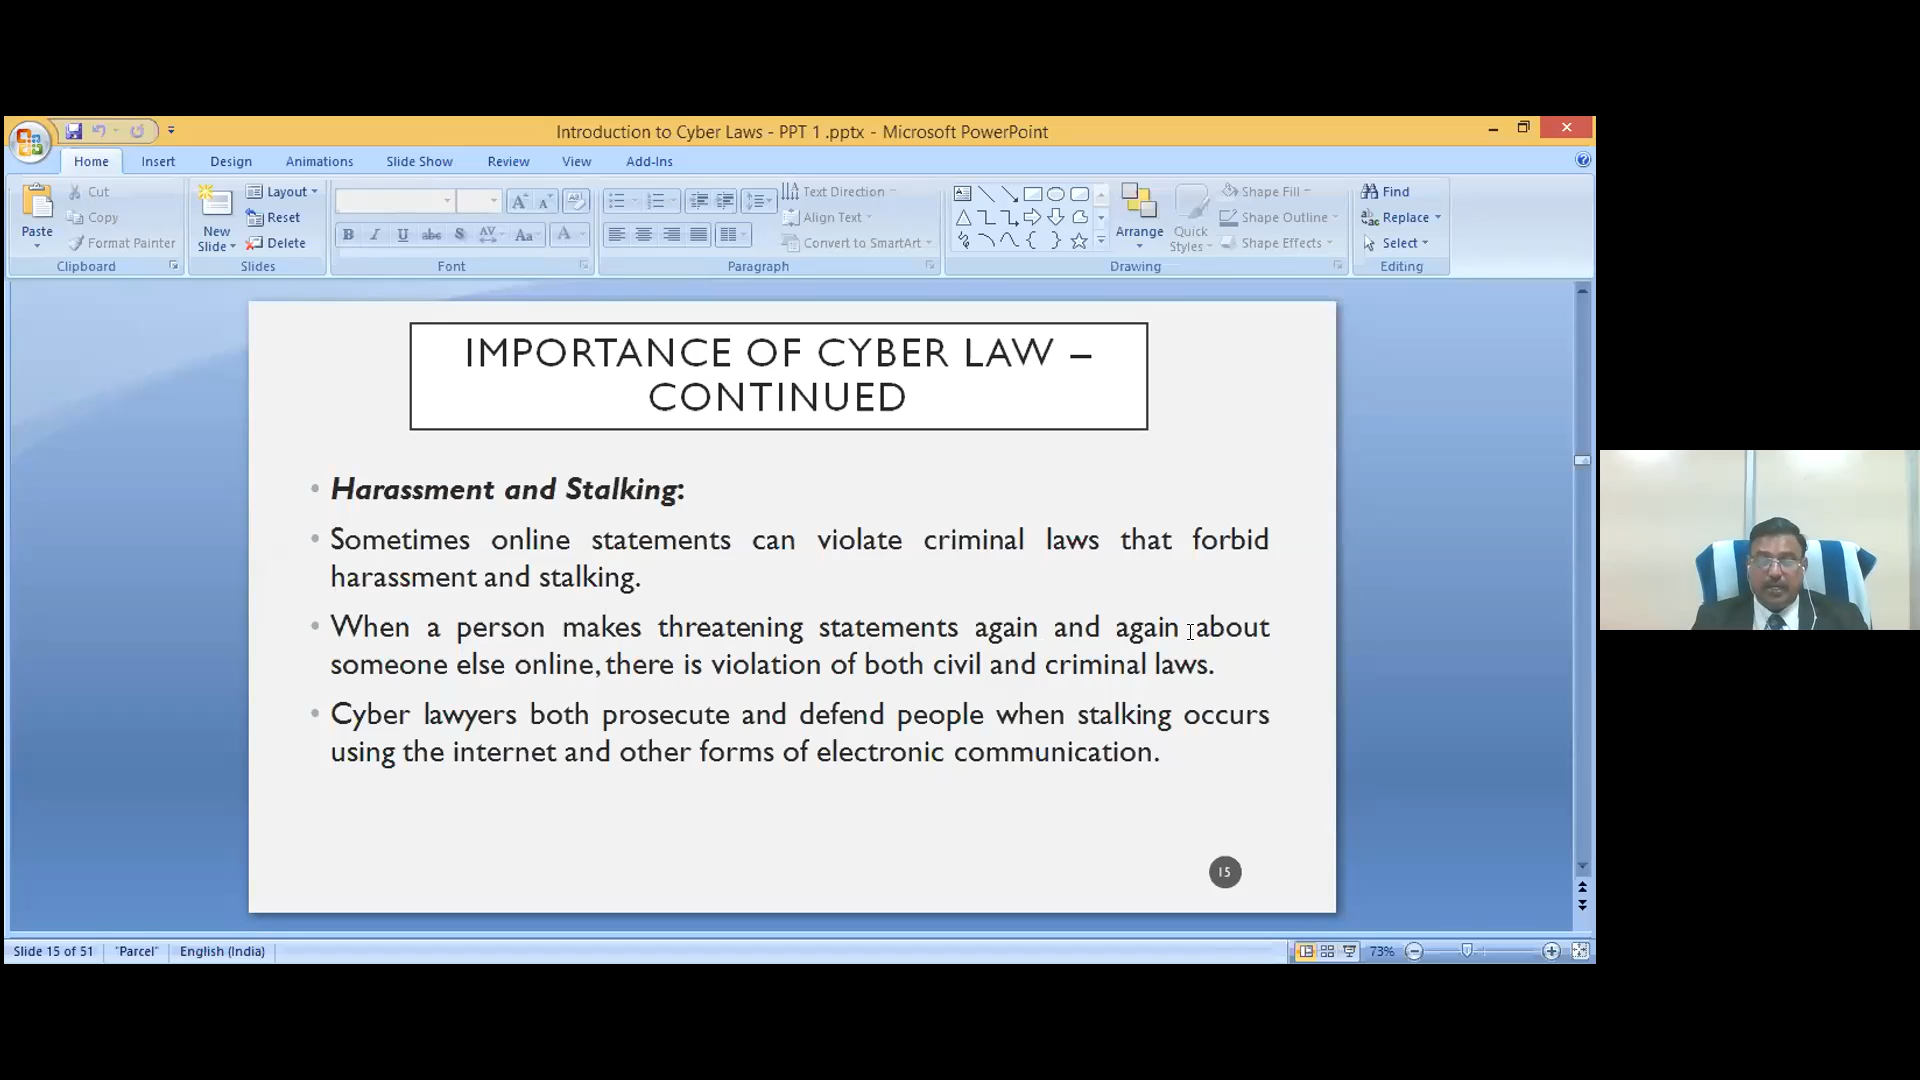 Introduction to Cyber Laws - PPT 1 .pptx - Microsoft PowerPoint
Home Insert Design Animations Slide Show Review View Add-Ins
Paste
Cut
Copy
Format Painter
Clipboard
New
Slide
Layout
Reset
Delete
Slides
B I U abc S AV Aa A
Font
Text Direction
Align Text
Convert to SmartArt
Paragraph
Arrange
Quick
Styles
Shape Fill
Shape Outline
Shape Effects
Drawing
Find
Replace
Select
Editing
IMPORTANCE OF CYBER LAW –
CONTINUED
• Harassment and Stalking:
• Sometimes online statements can violate criminal laws that forbid
harassment and stalking.
• When a person makes threatening statements again and again about
someone else online, there is violation of both civil and criminal laws.
• Cyber lawyers both prosecute and defend people when stalking occurs
using the internet and other forms of electronic communication.
15
Slide 15 of 51 "Parcel" English (India) 73%